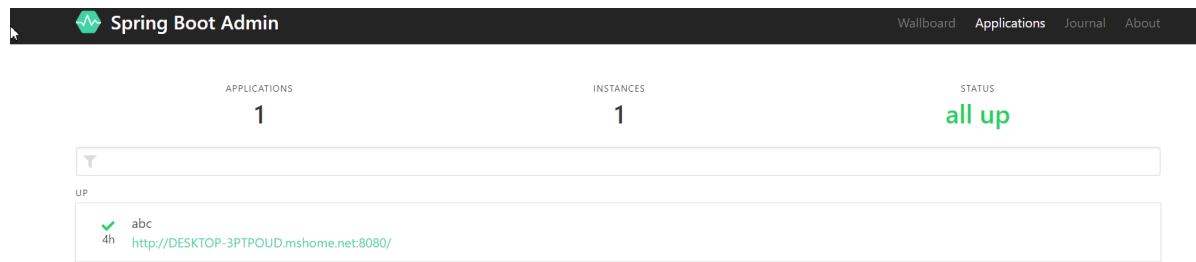 Spring Boot Admin Wallboard Applications Journal About
APPLICATIONS INSTANCES STATUS
1 1 all up
UP
abc
4h http://DESKTOP-3PTPOUD.mshome.net:8080/